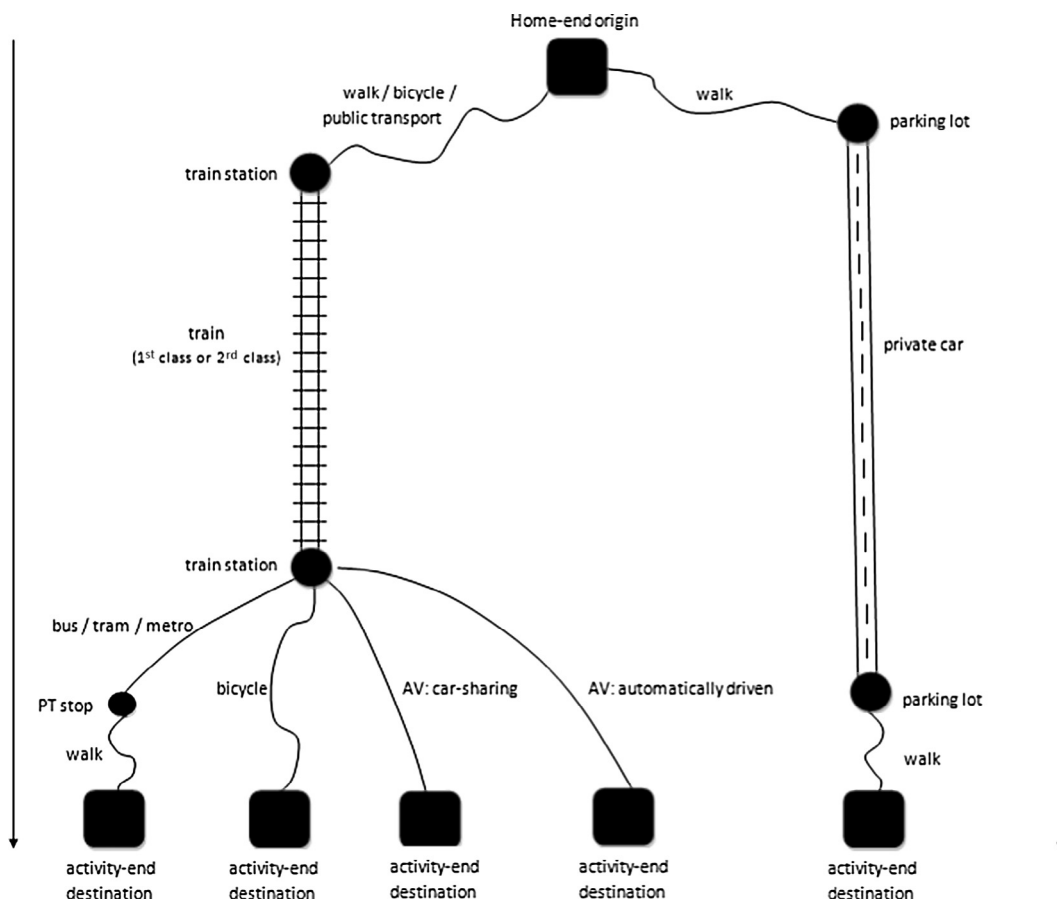 Home-end origin
walk / bicycle /
public transport
walk
parking lot
train station
train
(1st class or 2rd class)
private car
train station
bus / tram / metro
bicycle
AV: car-sharing
AV: automatically driven
PT stop
parking lot
walk
walk
activity-end
destination
activity-end
destination
activity-end
destination
activity-end
destination
activity-end
destination